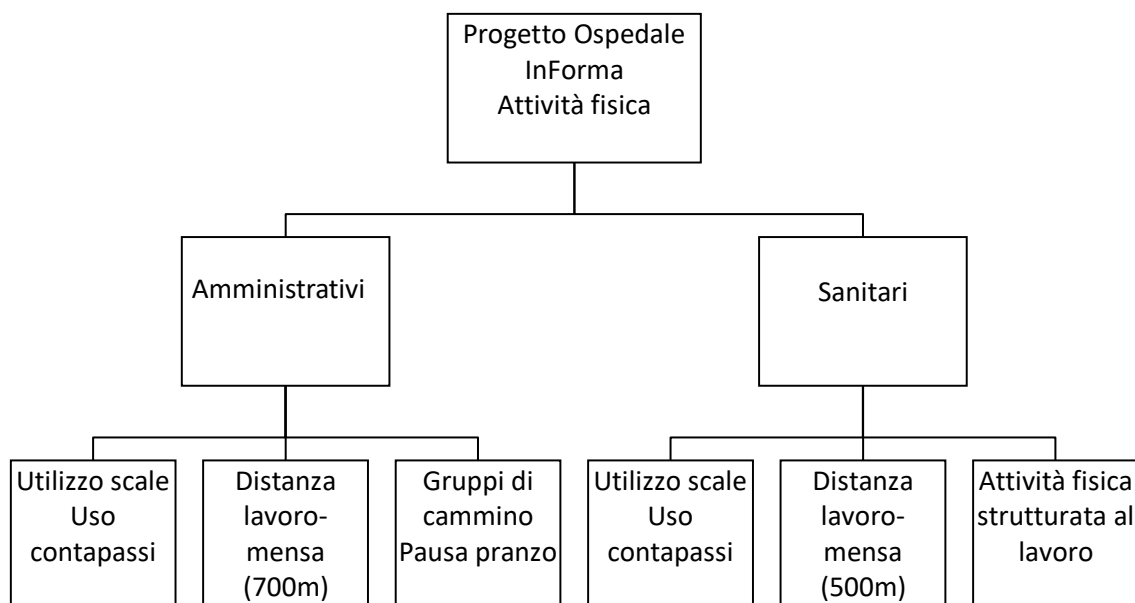 Progetto Ospedale
InForma
Attività fisica
Amministrativi
Sanitari
Utilizzo scale
Uso
contapassi
Distanza
lavoro-
mensa
(700m)
Gruppi di
cammino
Pausa pranzo
Utilizzo scale
Uso
contapassi
Distanza
lavoro-
mensa
(500m)
Attività fisica
strutturata al
lavoro